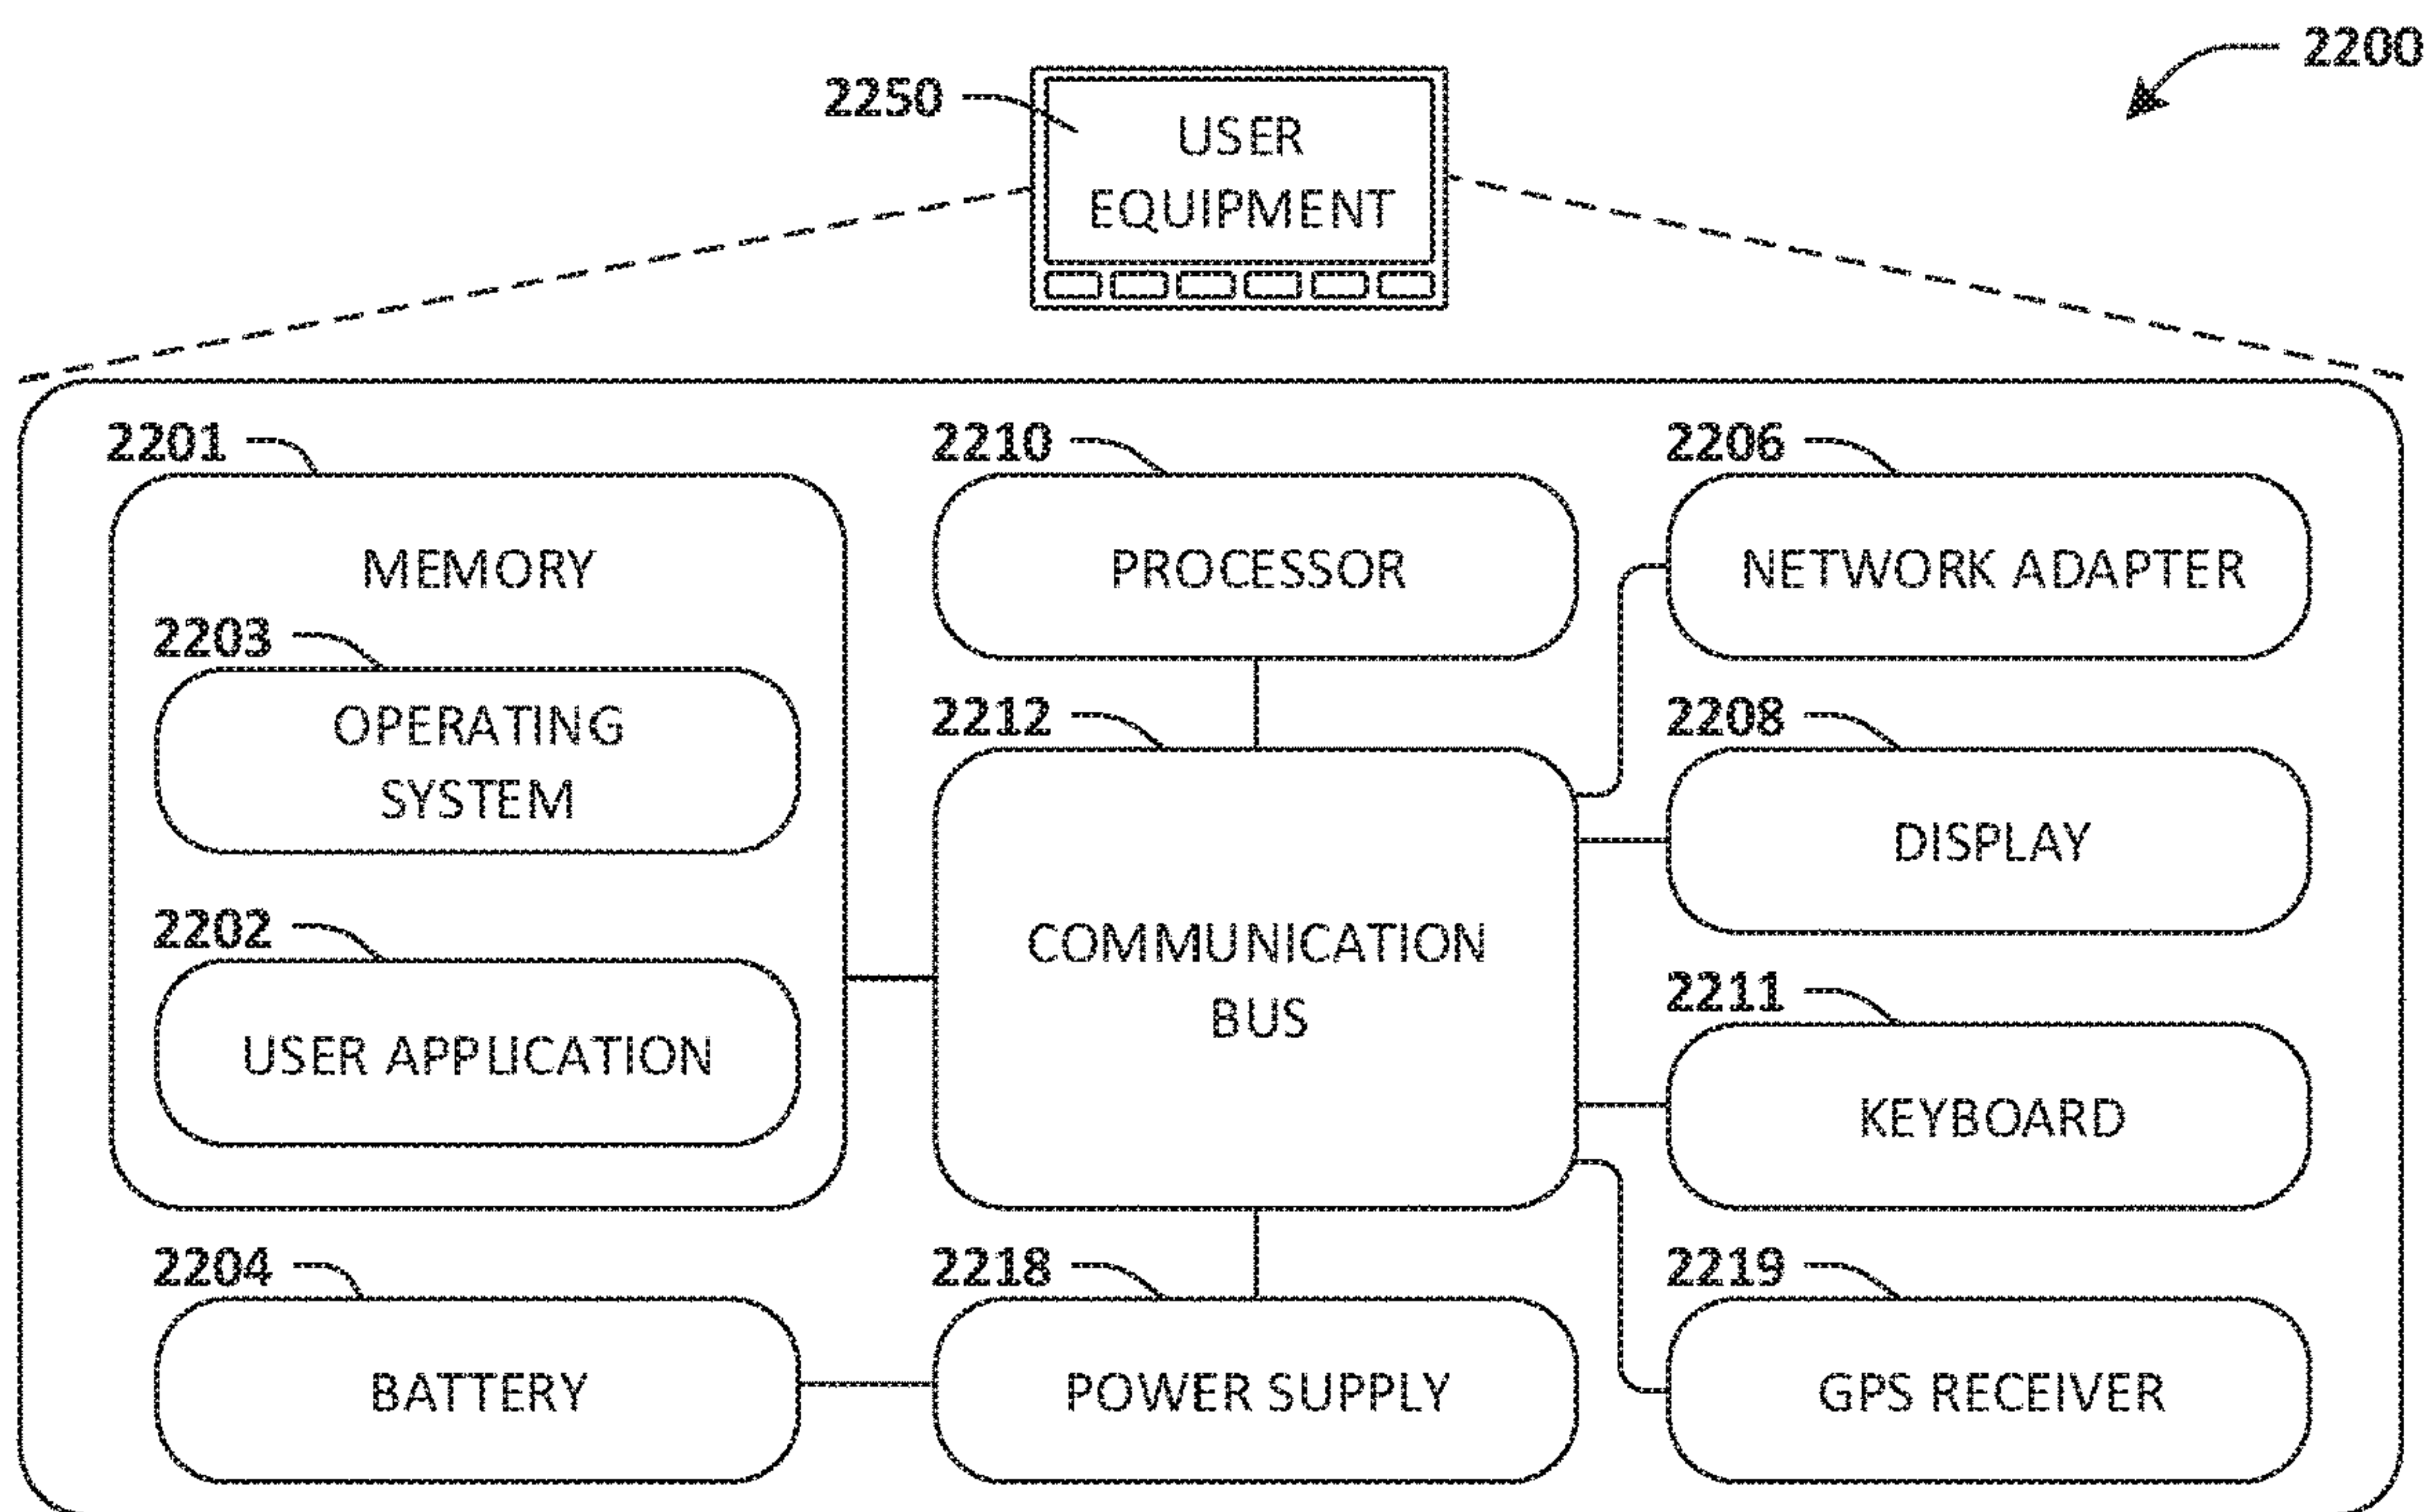 2200
2250
USER
EQUIPMENT
2201
2210
2206
MEMORY
PROCESSOR
NETWORK ADAPTER
2203
OPERATING
SYSTEM
2212
2208
DISPLAY
2202
USER APPLICATION
COMMUNICATION
BUS
2211
KEYBOARD
2204
2218
2219
BATTERY
POWER SUPPLY
GPS RECEIVER